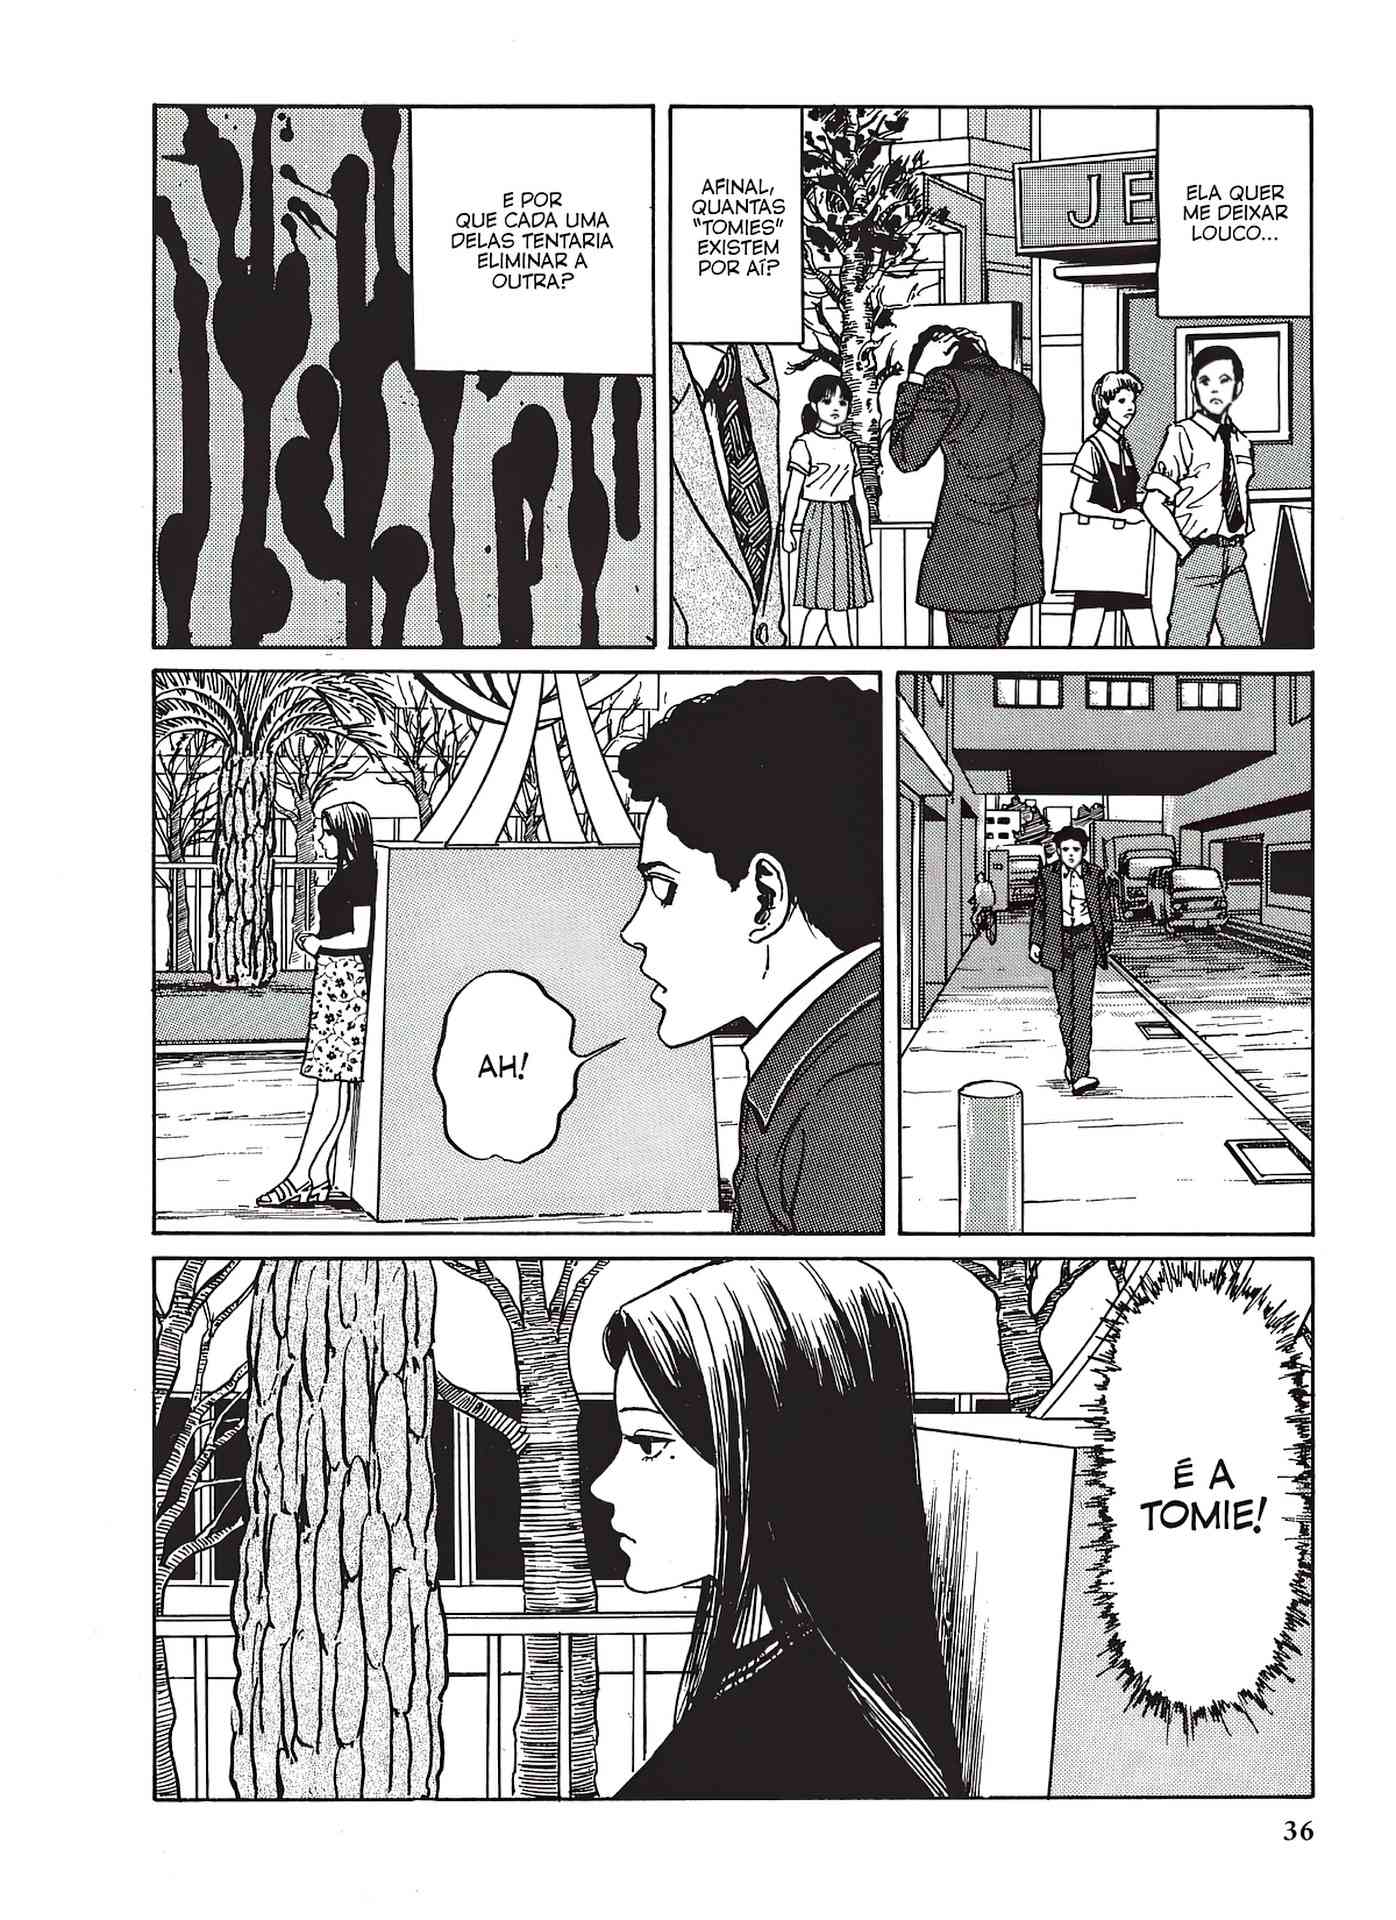 ELA QUER
ME DEIXAR
LOUCO...
JE
AFINAL,
QUANTAS
"TOMIES"
EXISTEM
POR AÍ?
E POR
QUE CADA UMA
DELAS TENTARIA
ELIMINAR A
OUTRA?
AH!
É A
TOMIE!
36